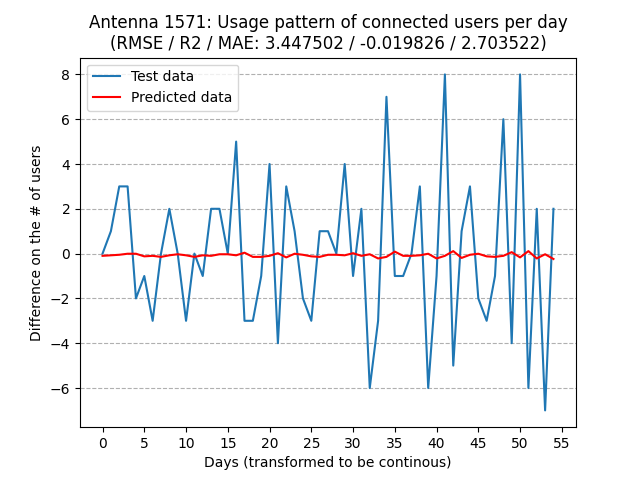 Antenna 1571: Usage pattern of connected users per day
(RMSE / R2 / MAE: 3.447502 / -0.019826 / 2.703522)
Test data
Predicted data
Difference on the # of users
8
6
4
2
0
−2
−4
−6
0 5 10 15 20 25 30 35 40 45 50 55
Days (transformed to be continous)